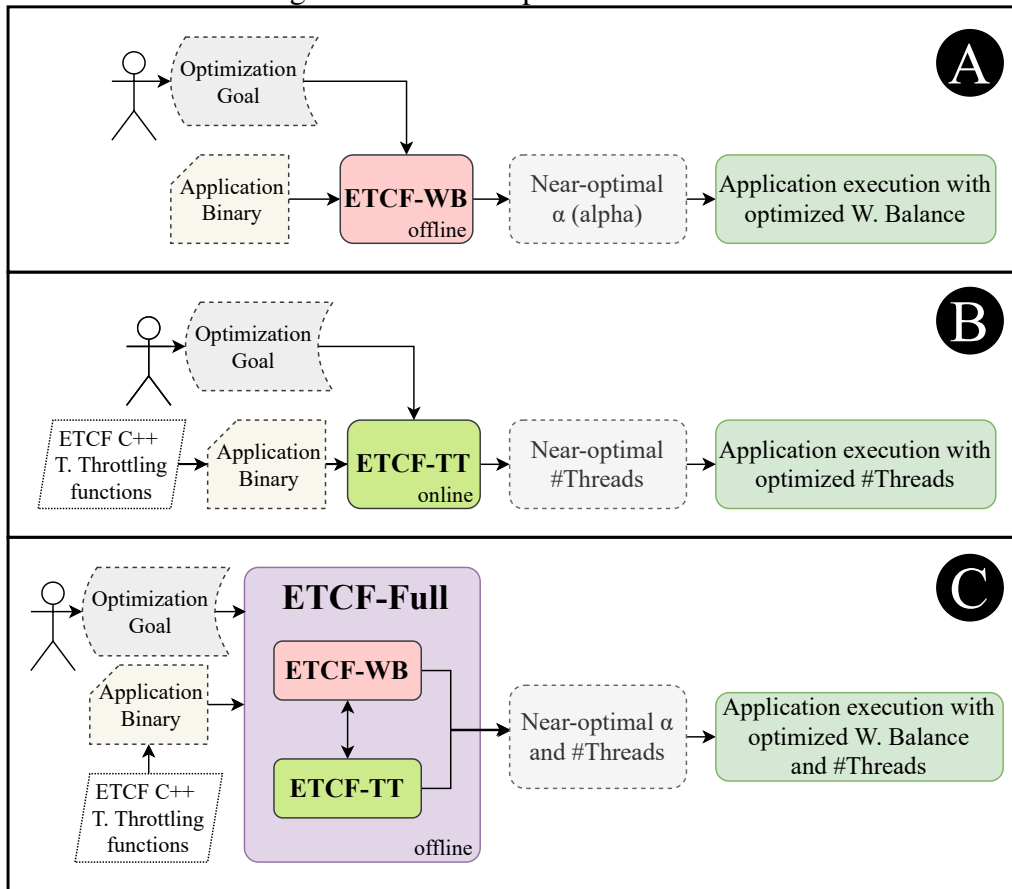 A
Optimization
Goal
Application
Binary
ETCF-WB
offline
Near-optimal
α (alpha)
Application execution with
optimized W. Balance
B
Optimization
Goal
ETCF C++
T. Throttling
functions
Application
Binary
ETCF-TT
online
Near-optimal
#Threads
Application execution with
optimized #Threads
C
Optimization
Goal
Application
Binary
ETCF C++
T. Throttling
functions
ETCF-Full
ETCF-WB
ETCF-TT
offline
Near-optimal α
and #Threads
Application execution with
optimized W. Balance
and #Threads